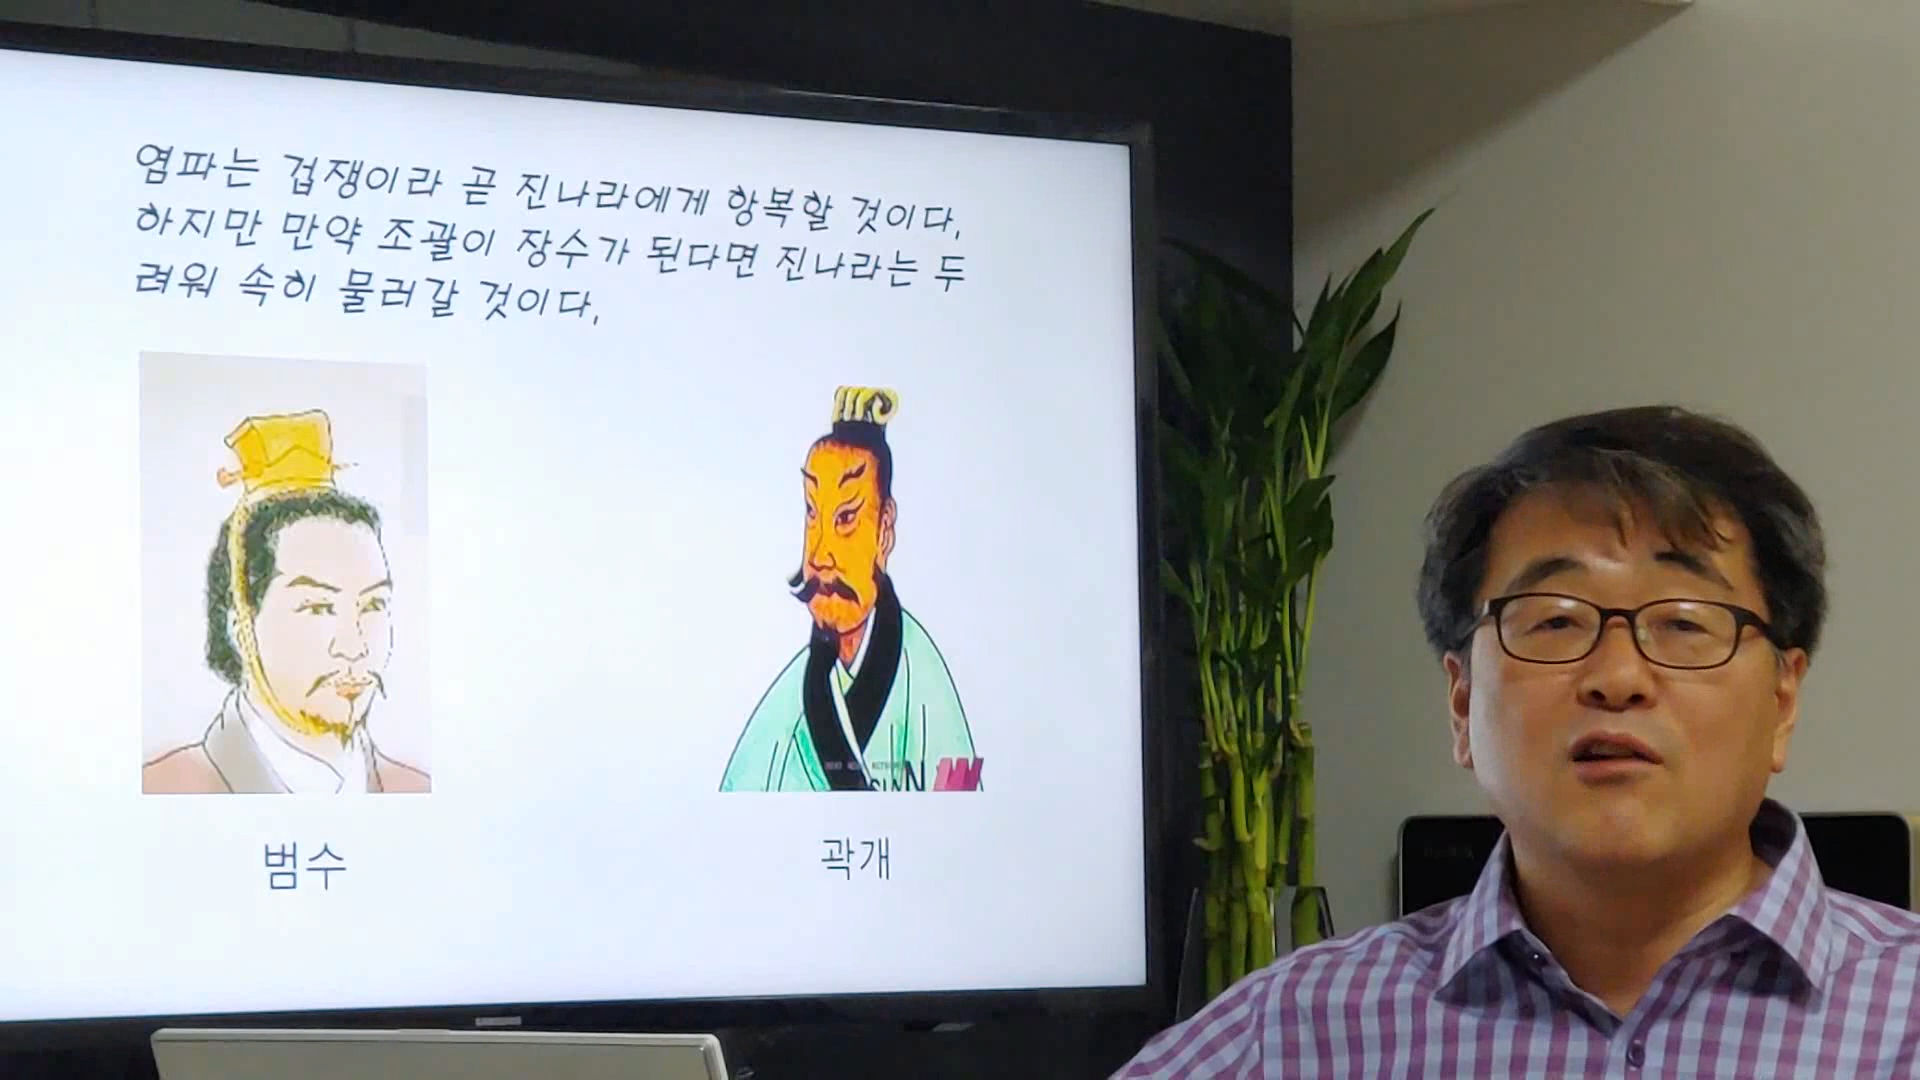 염파는 겁쟁이라 곧 진나라에게 항복할 것이다.
하지만 만약 조괄이 장수가 된다면 진나라는 두
려워 속히 물러갈 것이다.
범수
곽개
SAMSUNG